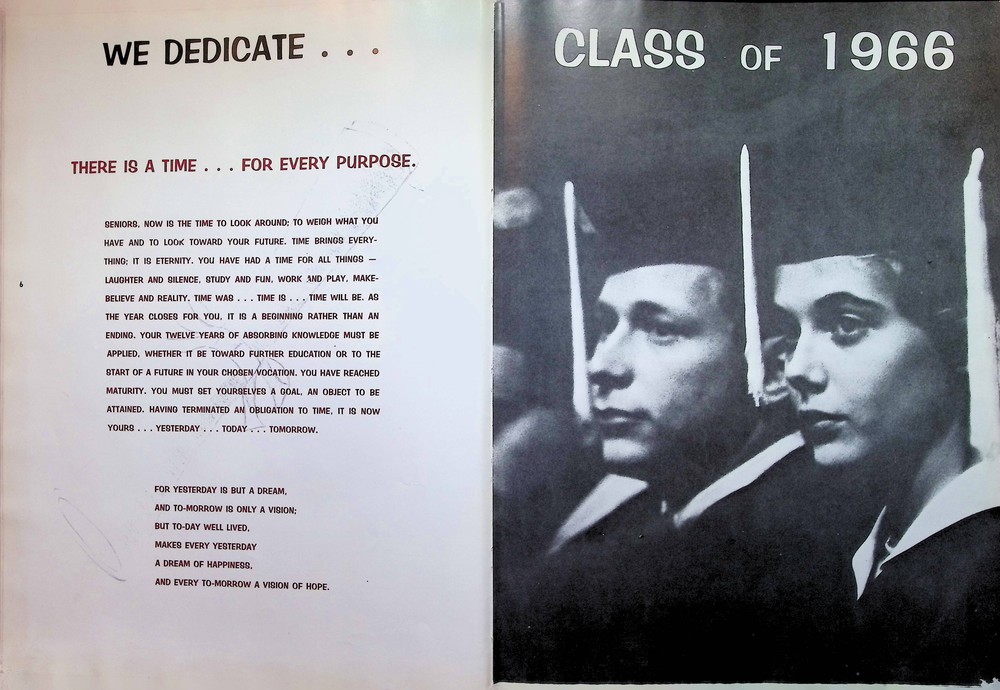 WE DEDICATE . . .
THERE IS A TIME . . . FOR EVERY PURPOSE.
SENIORS, NOW IS THE TIME TO LOOK AROUND; TO WEIGH WHAT YOU
HAVE AND TO LOOK TOWARD YOUR FUTURE. TIME BRINGS EVERY-
THING; IT IS ETERNITY. YOU HAVE HAD A TIME FOR ALL THINGS —
LAUGHTER AND SILENCE, STUDY AND FUN, WORK AND PLAY, MAKE-
BELIEVE AND REALITY. TIME WAS . . . TIME IS . . . TIME WILL BE. AS
THE YEAR CLOSES FOR YOU, IT IS A BEGINNING RATHER THAN AN
ENDING. YOUR TWELVE YEARS OF ABSORBING KNOWLEDGE MUST BE
APPLIED, WHETHER IT BE TOWARD FURTHER EDUCATION OR TO THE
START OF A FUTURE IN YOUR CHOSEN VOCATION. YOU HAVE REACHED
MATURITY. YOU MUST SET YOURSELVES A GOAL, AN OBJECT TO BE
ATTAINED. HAVING TERMINATED AN OBLIGATION TO TIME, IT IS NOW
YOURS . . . YESTERDAY . . . TODAY . . . TOMORROW.
FOR YESTERDAY IS BUT A DREAM,
AND TO-MORROW IS ONLY A VISION;
BUT TO-DAY WELL LIVED,
MAKES EVERY YESTERDAY
A DREAM OF HAPPINESS,
AND EVERY TO-MORROW A VISION OF HOPE.
6
CLASS OF 1966